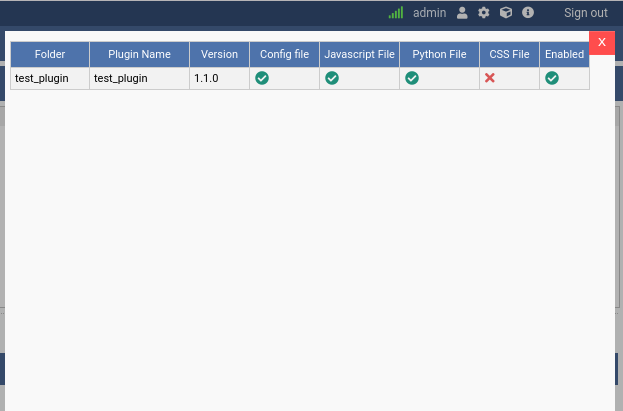 admin Sign out
X
Folder Plugin Name Version Config file Javascript File Python File CSS File Enabled
test_plugin test_plugin 1.1.0